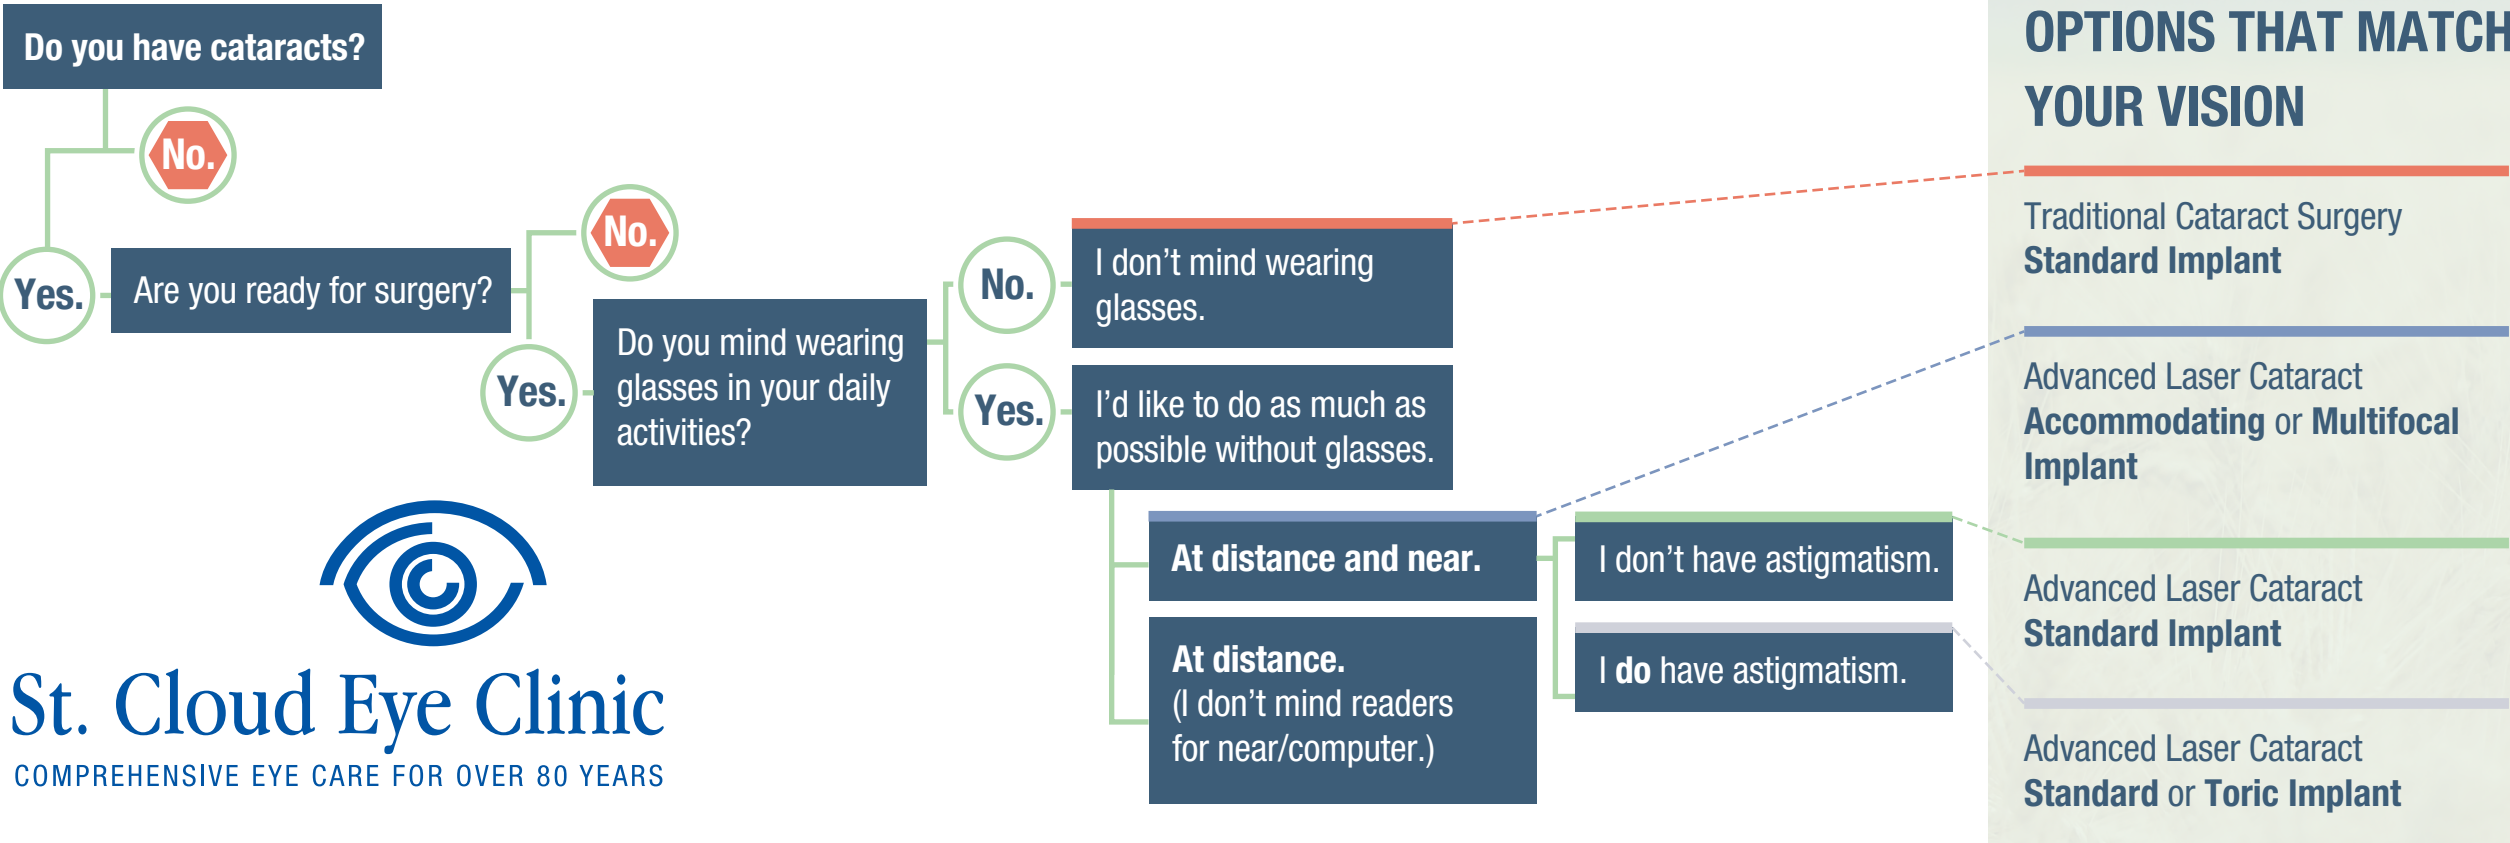 Do you have cataracts?
No.
Yes.
Are you ready for surgery?
No.
Yes.
Do you mind wearing
glasses in your daily
activities?
No.
I don't mind wearing
glasses.
Yes.
I'd like to do as much as
possible without glasses.
At distance and near.
At distance.
(I don't mind readers
for near/computer.)
I don't have astigmatism.
I do have astigmatism.
OPTIONS THAT MATCH
YOUR VISION
Traditional Cataract Surgery
Standard Implant
Advanced Laser Cataract
Accommodating or Multifocal
Implant
Advanced Laser Cataract
Standard Implant
Advanced Laser Cataract
Standard or Toric Implant
St. Cloud Eye Clinic
COMPREHENSIVE EYE CARE FOR OVER 80 YEARS